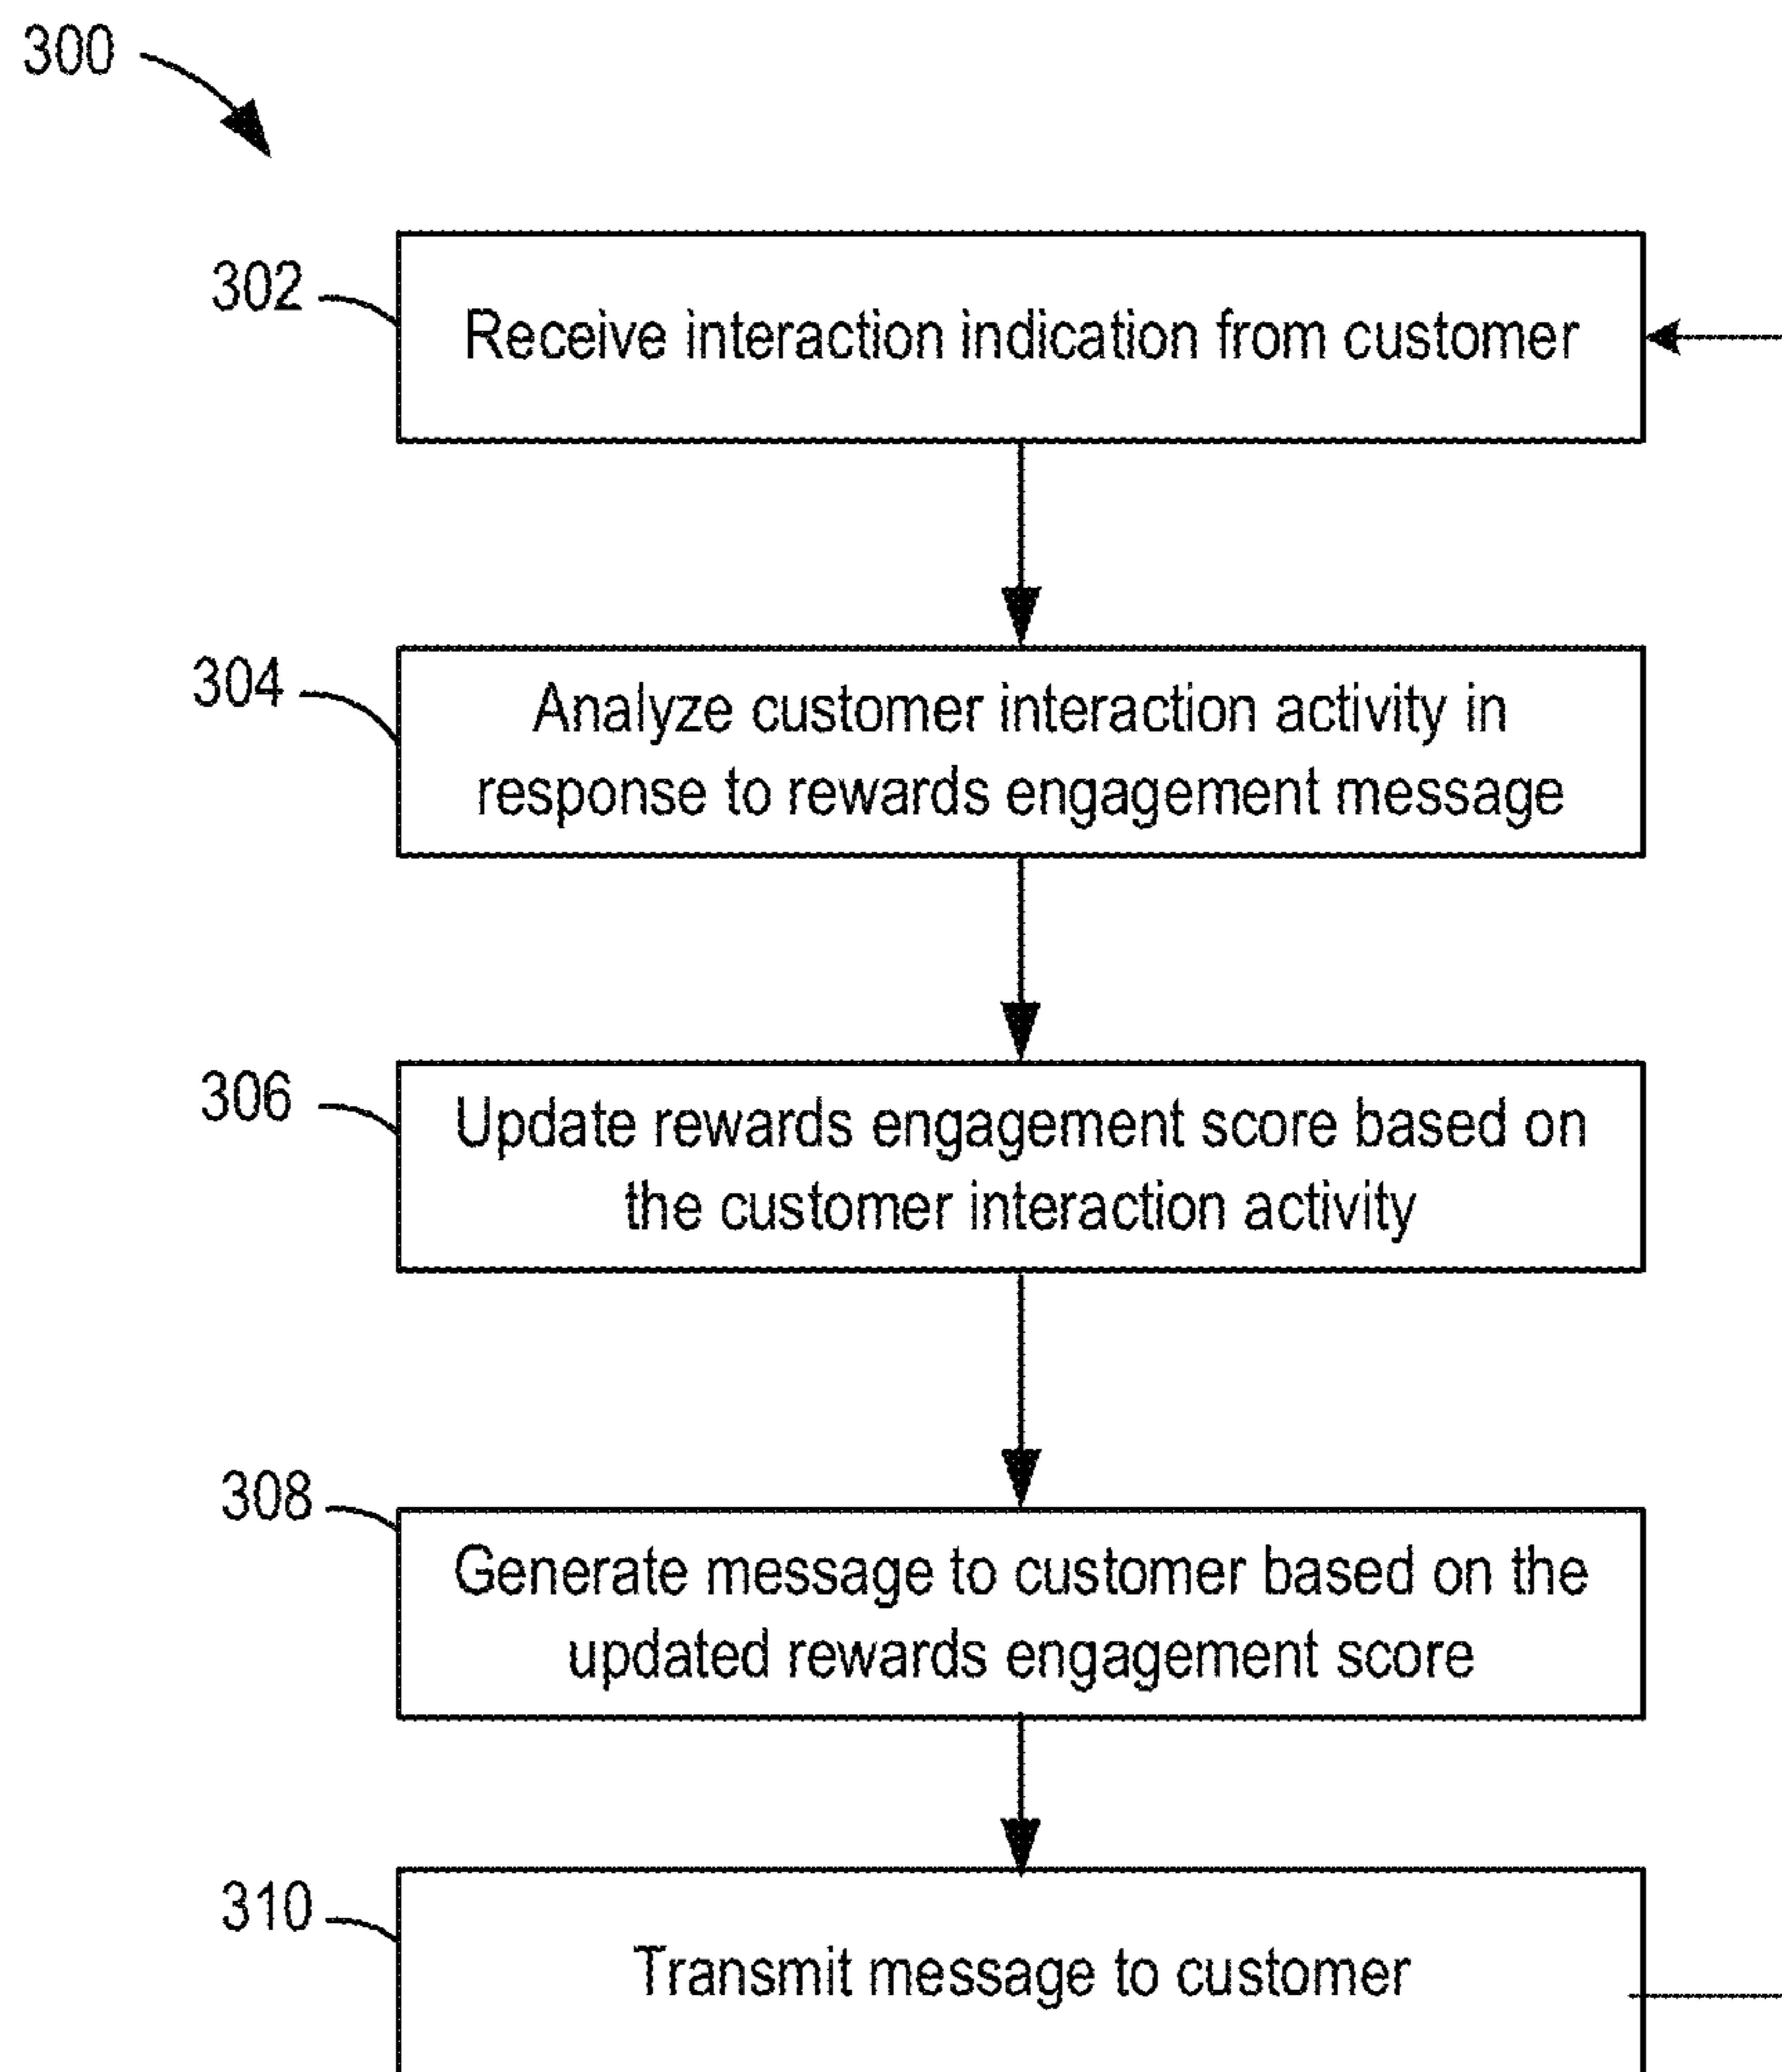 300
302
Receive interaction indication from customer
304
Analyze customer interaction activity in
response to rewards engagement message
306
Update rewards engagement score based on
the customer interaction activity
308
Generate message to customer based on the
updated rewards engagement score
310
Transmit message to customer